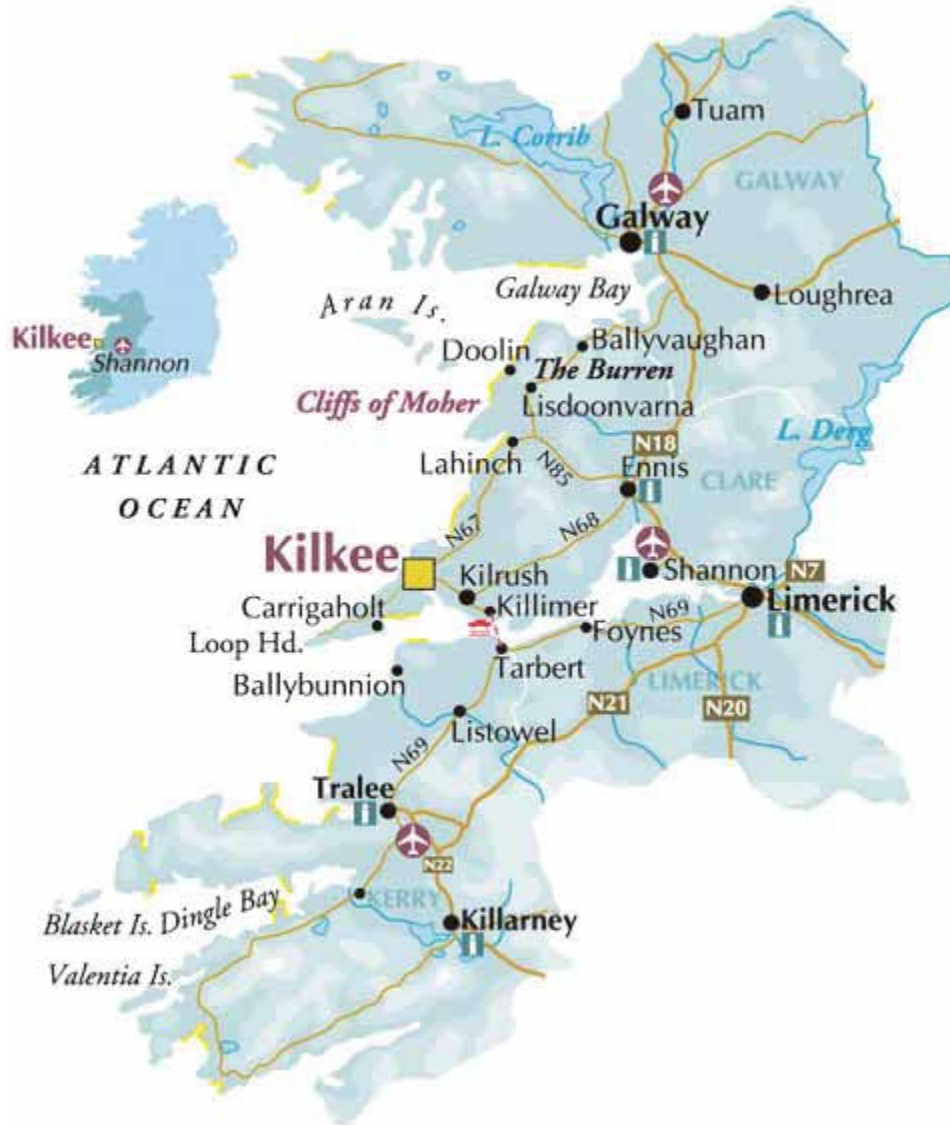 Tuam
L. Corrib
GALWAY
Galway
Galway Bay
Loughrea
Aran Is.
Kilkee
Shannon
Doolin
Ballyvaughan
The Burren
Cliffs of Moher
Lisdoonvarna
L. Derg
ATLANTIC
OCEAN
Lahinch
N85
N18
Ennis
CLARE
N67
N68
Kilkee
Kilrush
Shannon
N7
Carrigaholt
Killimer
N69
Limerick
Loop Hd.
Foynes
Tarbert
Ballybunnion
LIMERICK
N21
N20
Listowel
N69
Tralee
N22
KERRY
Blasket Is.
Dingle Bay
Killarney
Valentia Is.